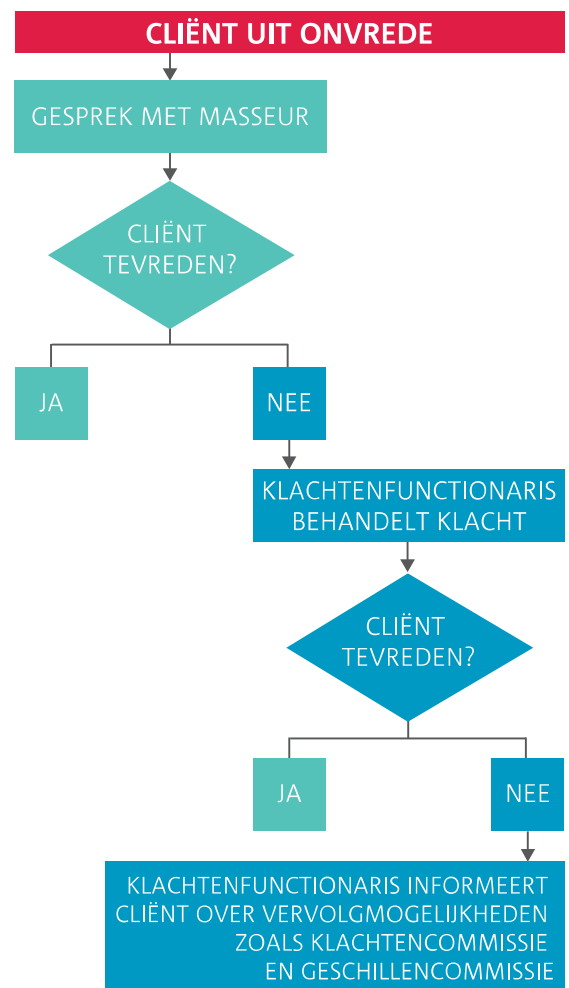 CLIËNT UIT ONVREDE
GESPREK MET MASSEUR
CLIËNT
TEVREDEN?
JA
NEE
KLACHTENFUNCTIONARIS
BEHANDELT KLACHT
CLIËNT
TEVREDEN?
JA
NEE
KLACHTENFUNCTIONARIS INFORMEERT
CLIËNT OVER VERVOLGMOGELIJKHEDEN
ZOALS KLACHTENCOMMISSIE
EN GESCHILLENCOMMISSIE